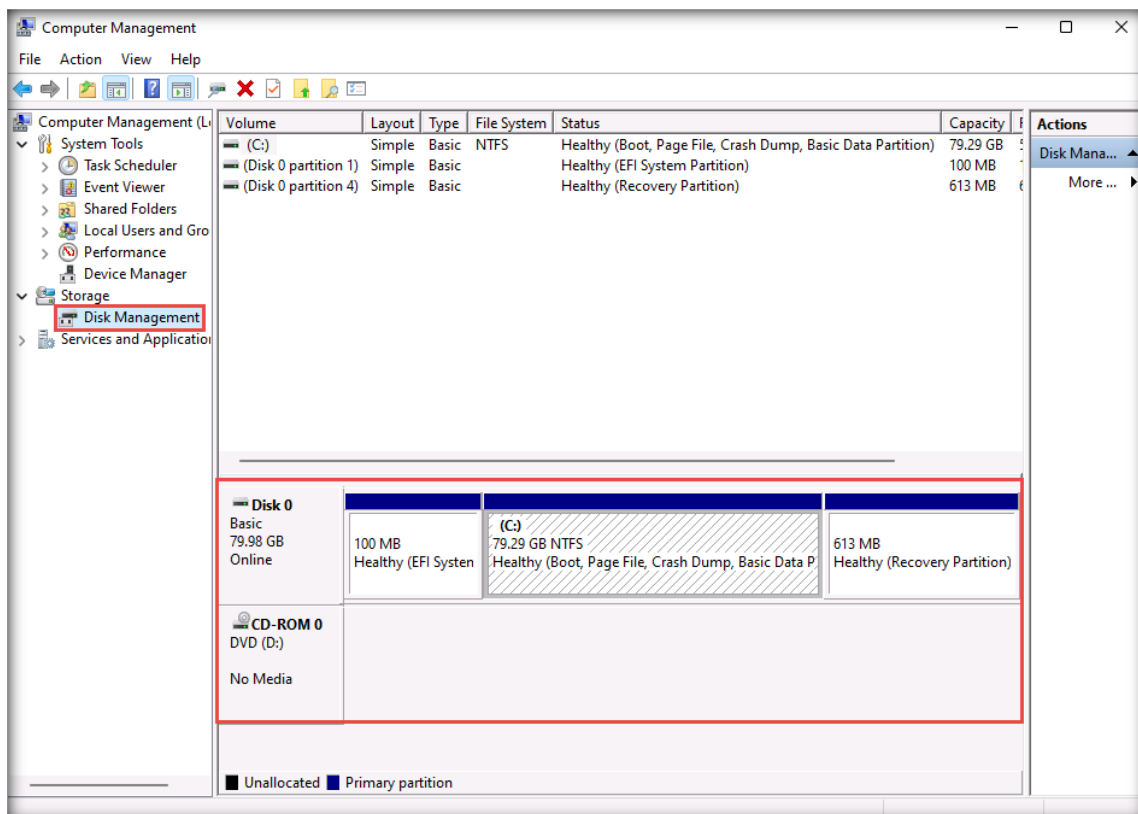 Computer Management
File Action View Help
Computer Management (L
System Tools
Task Scheduler
Event Viewer
Shared Folders
Local Users and Gro
Performance
Device Manager
Storage
Disk Management
Services and Application
Volume Layout Type File System Status Capacity F
(C:) Simple Basic NTFS Healthy (Boot, Page File, Crash Dump, Basic Data Partition) 79.29 GB
(Disk 0 partition 1) Simple Basic Healthy (EFI System Partition) 100 MB
(Disk 0 partition 4) Simple Basic Healthy (Recovery Partition) 613 MB
Actions
Disk Mana...
More ...
Disk 0
Basic
79.98 GB
Online
100 MB
Healthy (EFI System
(C:)
79.29 GB NTFS
Healthy (Boot, Page File, Crash Dump, Basic Data P
613 MB
Healthy (Recovery Partition)
CD-ROM 0
DVD (D:)
No Media
Unallocated Primary partition